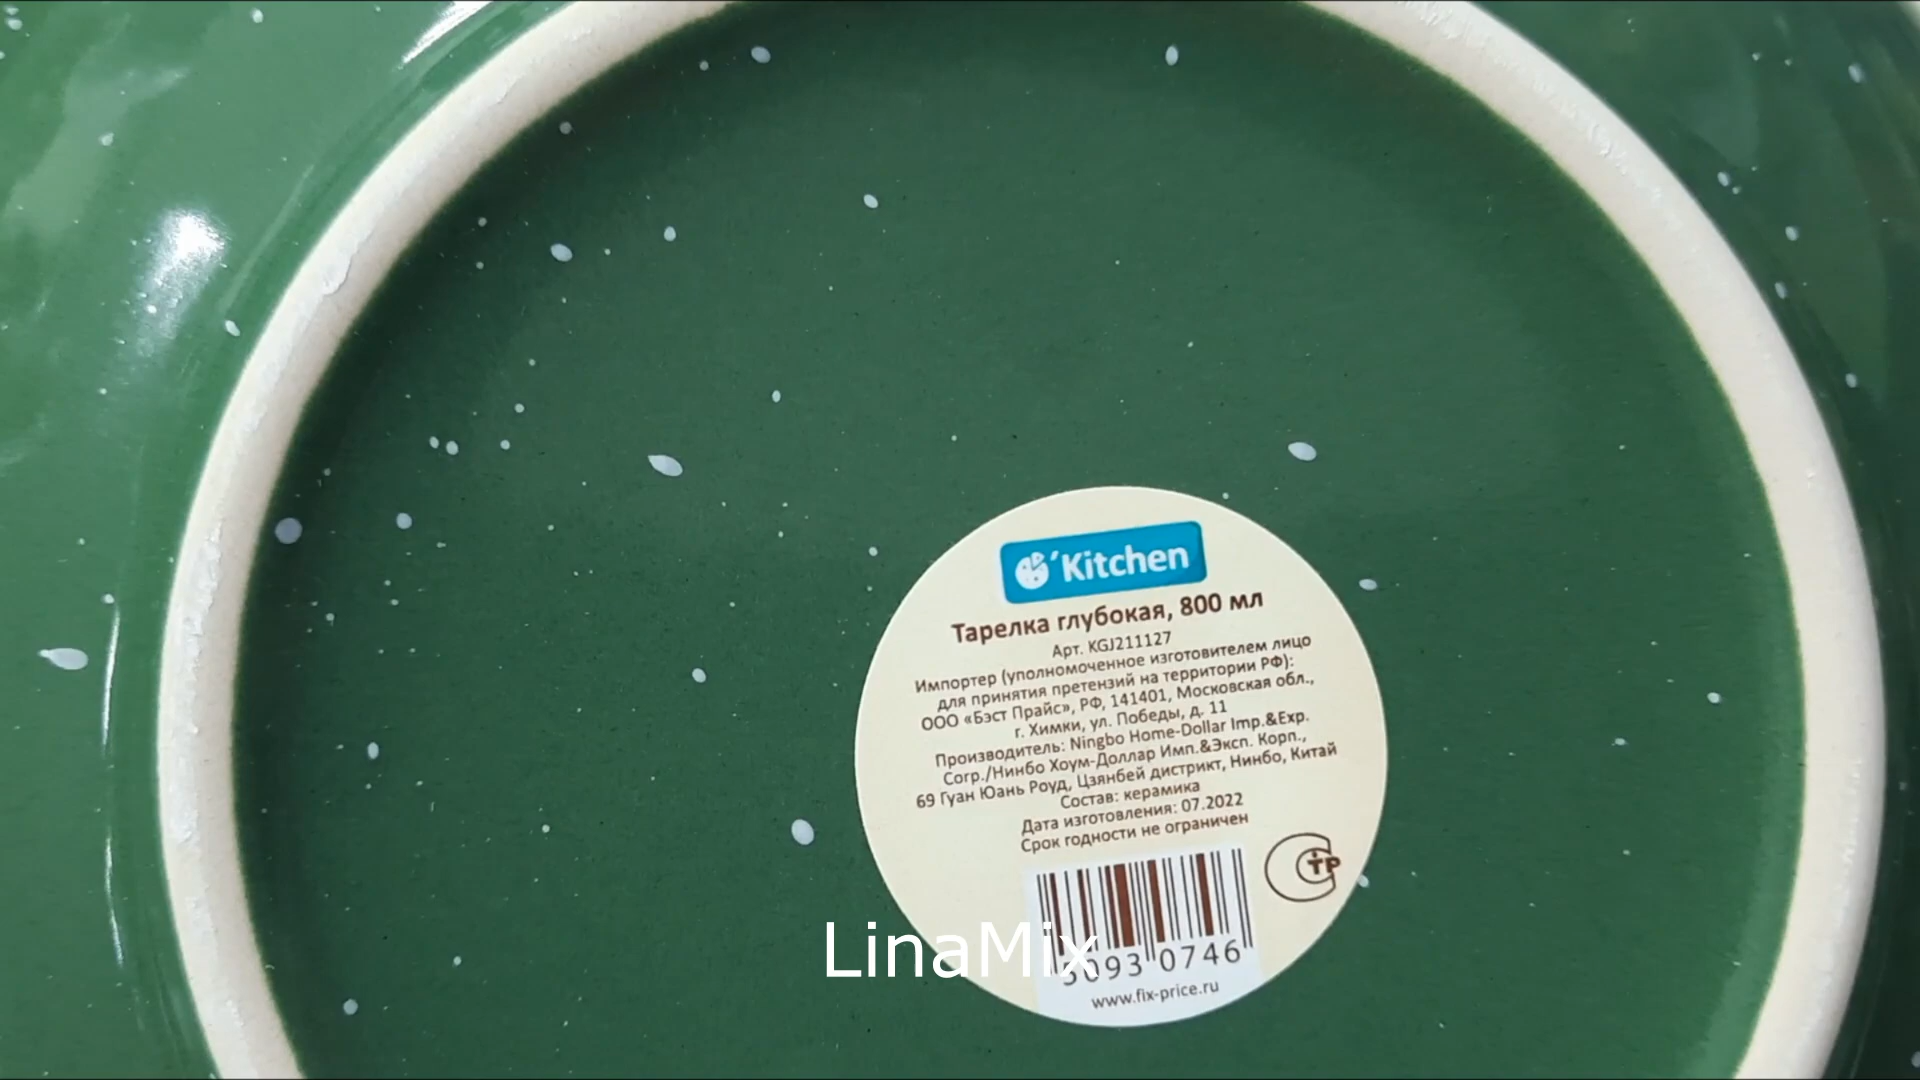 'Kitchen
Тарелка глубокая, 800 мл
Арт. KGJ211127
Импортер (уполномоченное изготовителем лицо
для принятия претензий на территории РФ):
ООО «Бэст Прайс», РФ, 141401, Московская обл.,
г. Химки, ул. Победы, д. 11
Производитель: Ningbo Home-Dollar Imp.&Exp.
Corp./Нинбо Хоум-Доллар Имп.&Эксп. Корп.,
69 Гуан Юань Роуд, Цзянбей дистрикт, Нинбо, Китай
Состав: керамика
Дата изготовления: 07.2022
Срок годности не ограничен
СТР
LinaMix
5093 0746
www.fix-price.ru